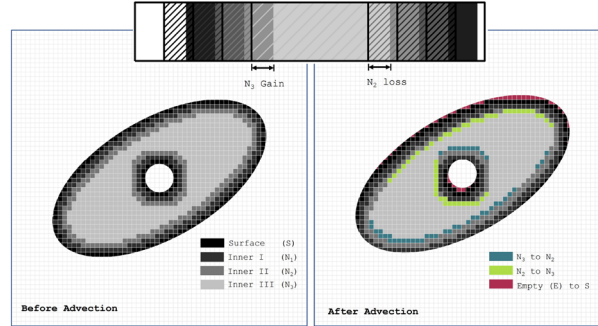 N₃ Gain
N₂ loss
Surface (S)
Inner I (N₁)
Inner II (N₂)
Inner III (N₃)
Before Advection
N₃ to N₂
N₂ to N₃
Empty (E) to S
After Advection